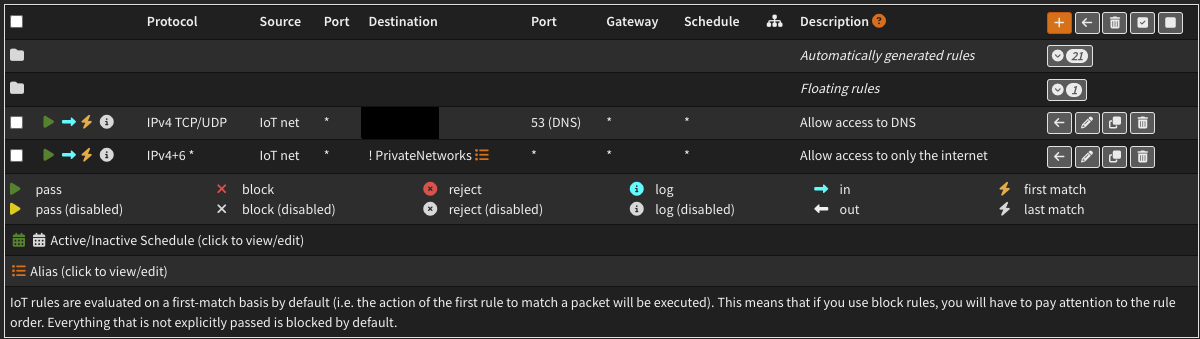 Protocol Source Port Destination Port Gateway Schedule Description ?
Automatically generated rules 21
Floating rules 1
IPv4 TCP/UDP IoT net * 53 (DNS) * * Allow access to DNS
IPv4+6 * IoT net * ! PrivateNetworks * * * Allow access to only the internet
pass block reject log in first match
pass (disabled) block (disabled) reject (disabled) log (disabled) out last match
Active/Inactive Schedule (click to view/edit)
Alias (click to view/edit)
IoT rules are evaluated on a first-match basis by default (i.e. the action of the first rule to match a packet will be executed). This means that if you use block rules, you will have to pay attention to the rule
order. Everything that is not explicitly passed is blocked by default.